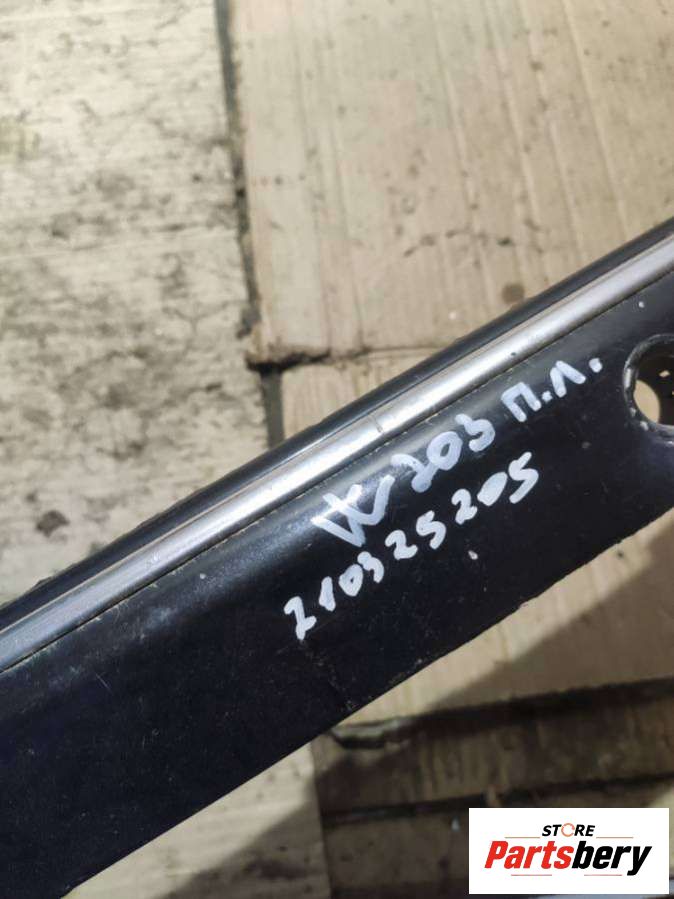 W203 П.Л.
210325205
STORE
Partsbery